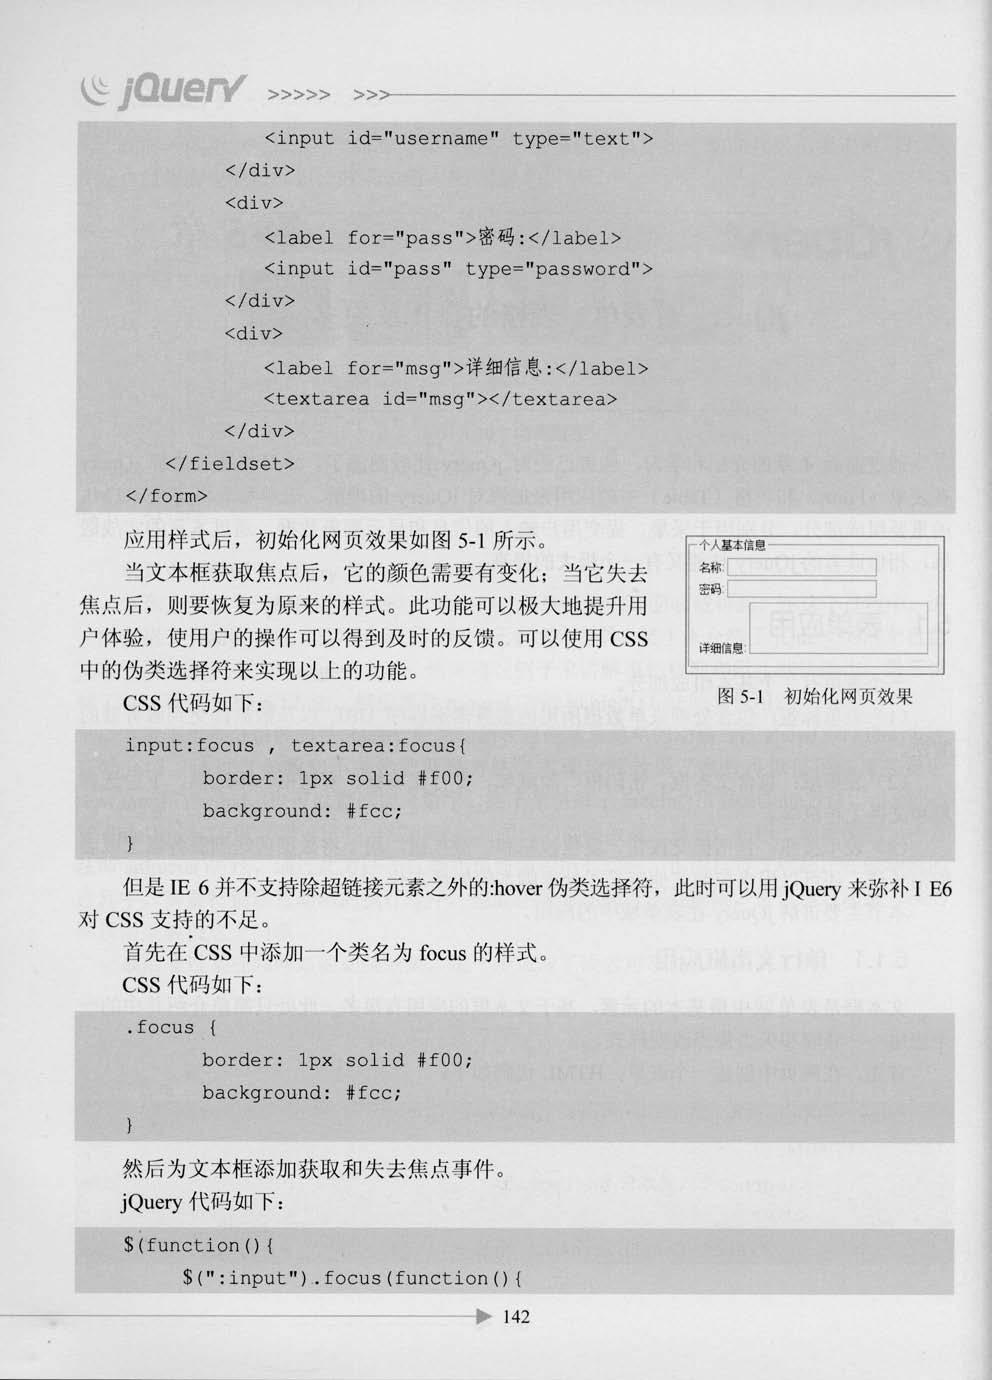 jQuery >>>>> >>>
<input id="username" type="text">
</div>
<div>
<label for="pass">密码:</label>
<input id="pass" type="password">
</div>
<div>
<label for="msg">详细信息:</label>
<textarea id="msg"></textarea>
</div>
</fieldset>
</form>
应用样式后，初始化网页效果如图 5-1 所示。
当文本框获取焦点后，它的颜色需要有变化；当它失去
焦点后，则要恢复为原来的样式。此功能可以极大地提升用
户体验，使用户的操作可以得到及时的反馈。可以使用 CSS
中的伪类选择符来实现以上的功能。
CSS 代码如下：
个人基本信息
名称:
密码:
详细信息:
图 5-1 初始化网页效果
input:focus , textarea:focus{
border: 1px solid #f00;
background: #fcc;
}
但是 IE 6 并不支持除超链接元素之外的:hover 伪类选择符，此时可以用 jQuery 来弥补 I E6
对 CSS 支持的不足。
首先在 CSS 中添加一个类名为 focus 的样式。
CSS 代码如下：
.focus {
border: 1px solid #f00;
background: #fcc;
}
然后为文本框添加获取和失去焦点事件。
jQuery 代码如下：
$(function(){
$(":input").focus(function(){
142